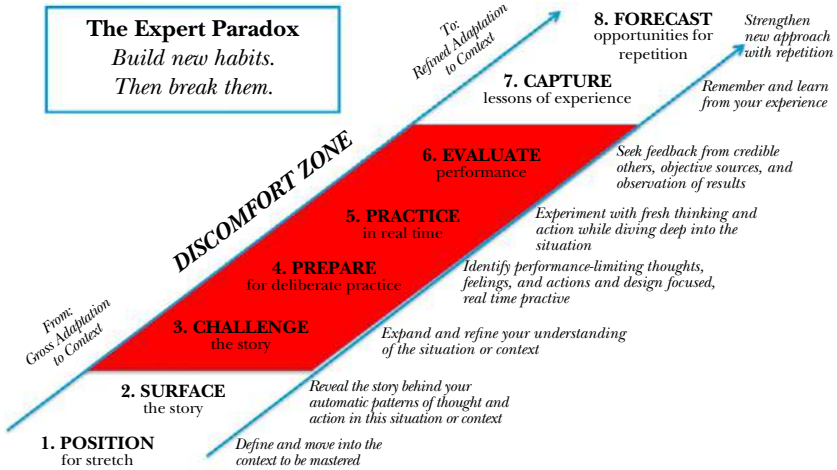 The Expert Paradox
Build new habits.
Then break them.
To:
Refined Adaptation
to Context
8. FORECAST
opportunities for
repetition
Strengthen
new approach
with repetition
7. CAPTURE
lessons of experience
Remember and learn
from your experience
DISCOMFORT ZONE
6. EVALUATE
performance
Seek feedback from credible
others, objective sources, and
observation of results
5. PRACTICE
in real time
Experiment with fresh thinking and
action while diving deep into the
situation
4. PREPARE
for deliberate practice
Identify performance-limiting thoughts,
feelings, and actions and design focused,
real time practive
From:
Gross Adaptation
to Context
3. CHALLENGE
the story
Expand and refine your understanding
of the situation or context
2. SURFACE
the story
Reveal the story behind your
automatic patterns of thought and
action in this situation or context
1. POSITION
for stretch
Define and move into the
context to be mastered